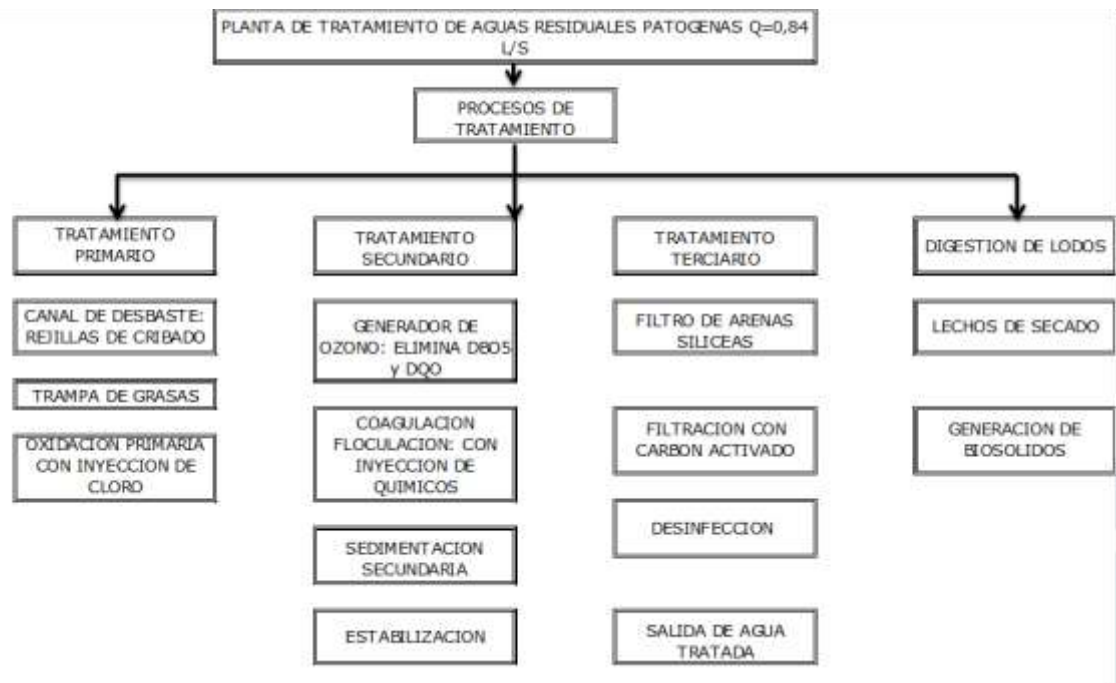 PLANTA DE TRATAMIENTO DE AGUAS RESIDUALES PATOGENAS Q=0,84
L/S
PROCESOS DE
TRATAMIENTO
TRATAMIENTO
PRIMARIO
CANAL DE DESBASTE:
REJILLAS DE CRIBADO
TRAMPA DE GRASAS
OXIDACION PRIMARIA
CON INYECCION DE
CLORO
TRATAMIENTO
SECUNDARIO
GENERADOR DE
OZONO: ELIMINA DBO5
y DQO
COAGULACION
FLOCULACION: CON
INYECCION DE
QUIMICOS
SEDIMENTACION
SECUNDARIA
ESTABILIZACION
TRATAMIENTO
TERCIARIO
FILTRO DE ARENAS
SILICEAS
FILTRACION CON
CARBON ACTIVADO
DESINFECCION
SALIDA DE AGUA
TRATADA
DIGESTION DE LODOS
LECHOS DE SECADO
GENERACION DE
BIOSOLIDOS